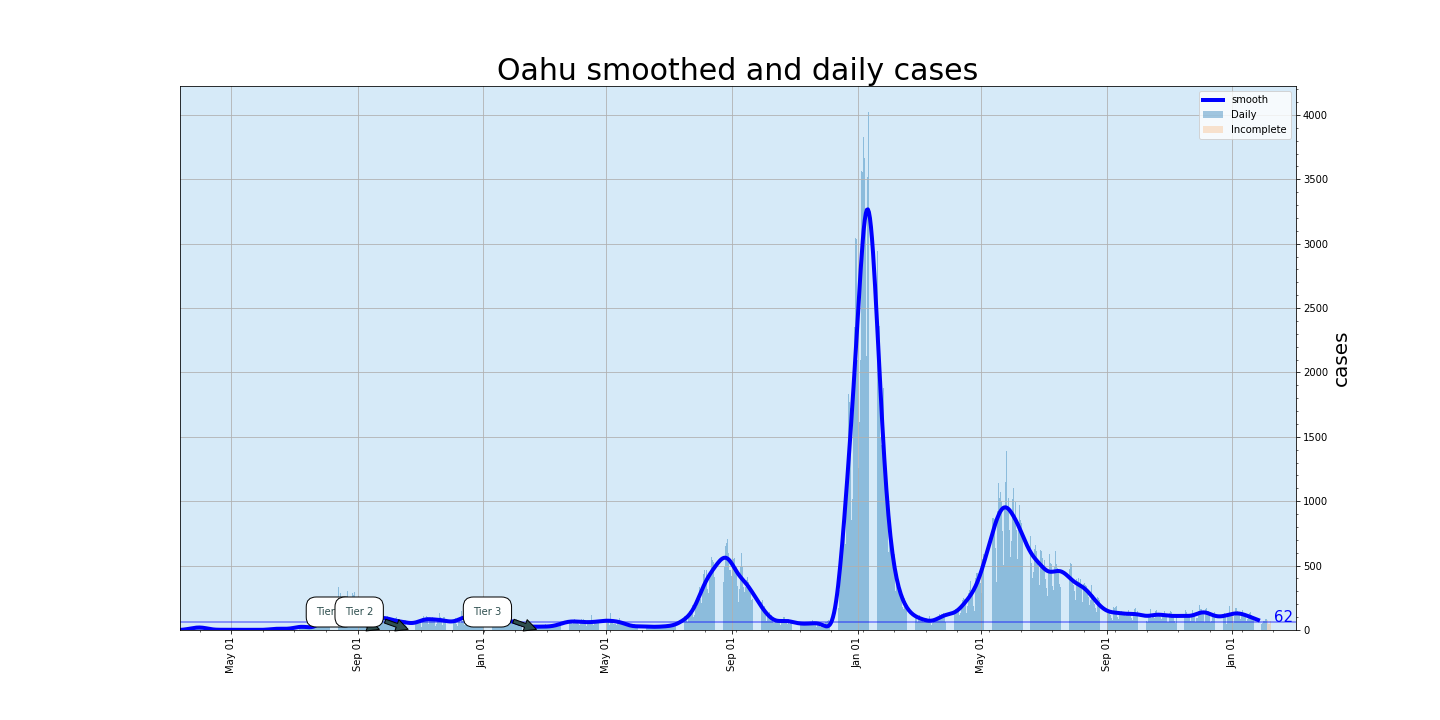 Oahu smoothed and daily cases
smooth
Daily
Incomplete
4000
3500
3000
2500
2000
1500
1000
500
0
cases
62
Tier
Tier 2
Tier 3
May 01
Sep 01
Jan 01
May 01
Sep 01
Jan 01
May 01
Sep 01
Jan 01